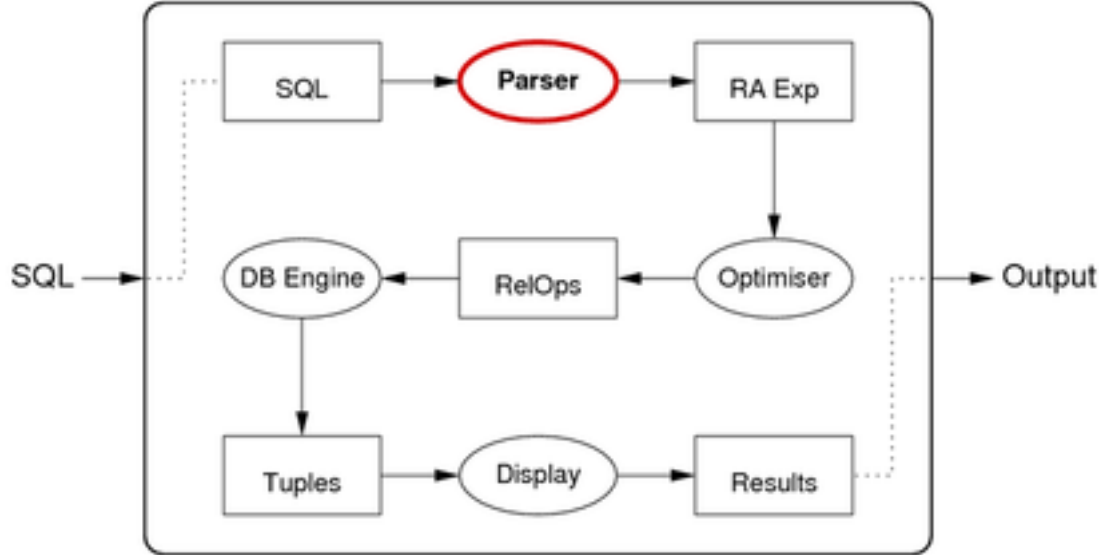 SQL
Parser
RA Exp
SQL
DB Engine
RelOps
Optimiser
Output
Tuples
Display
Results